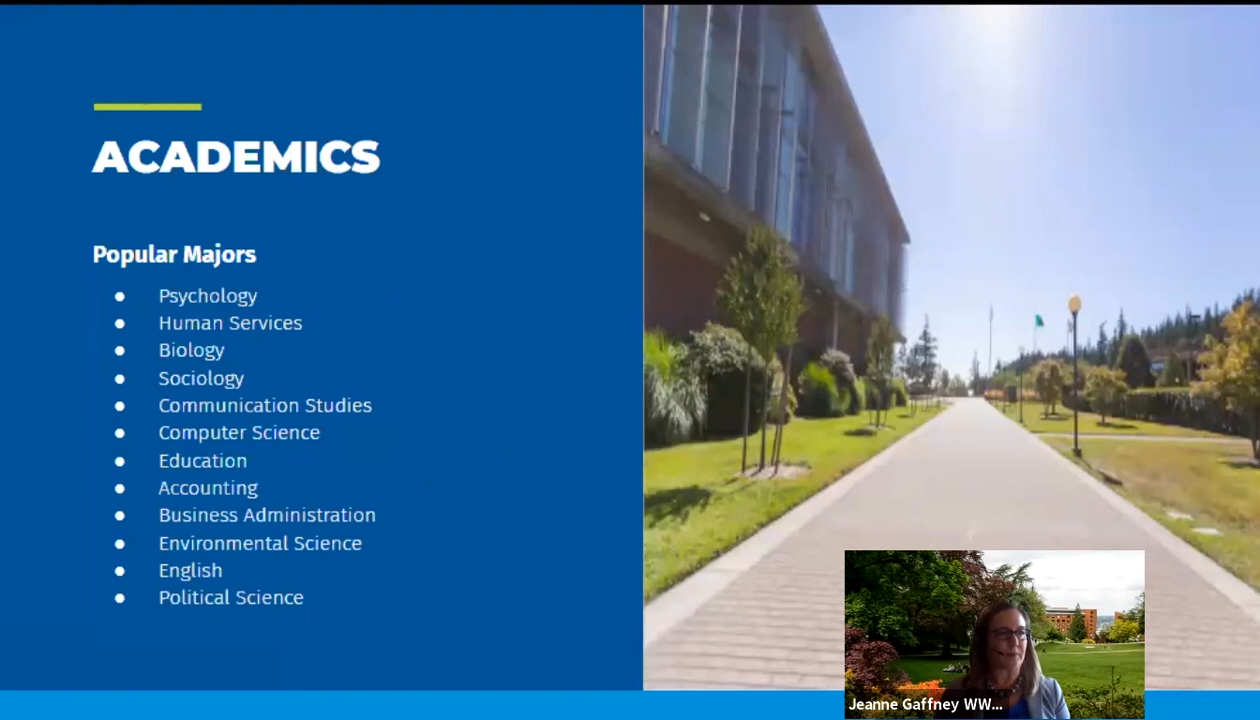 ACADEMICS
Popular Majors
● Psychology
● Human Services
● Biology
● Sociology
● Communication Studies
● Computer Science
● Education
● Accounting
● Business Administration
● Environmental Science
● English
● Political Science
Jeanne Gaffney WW...